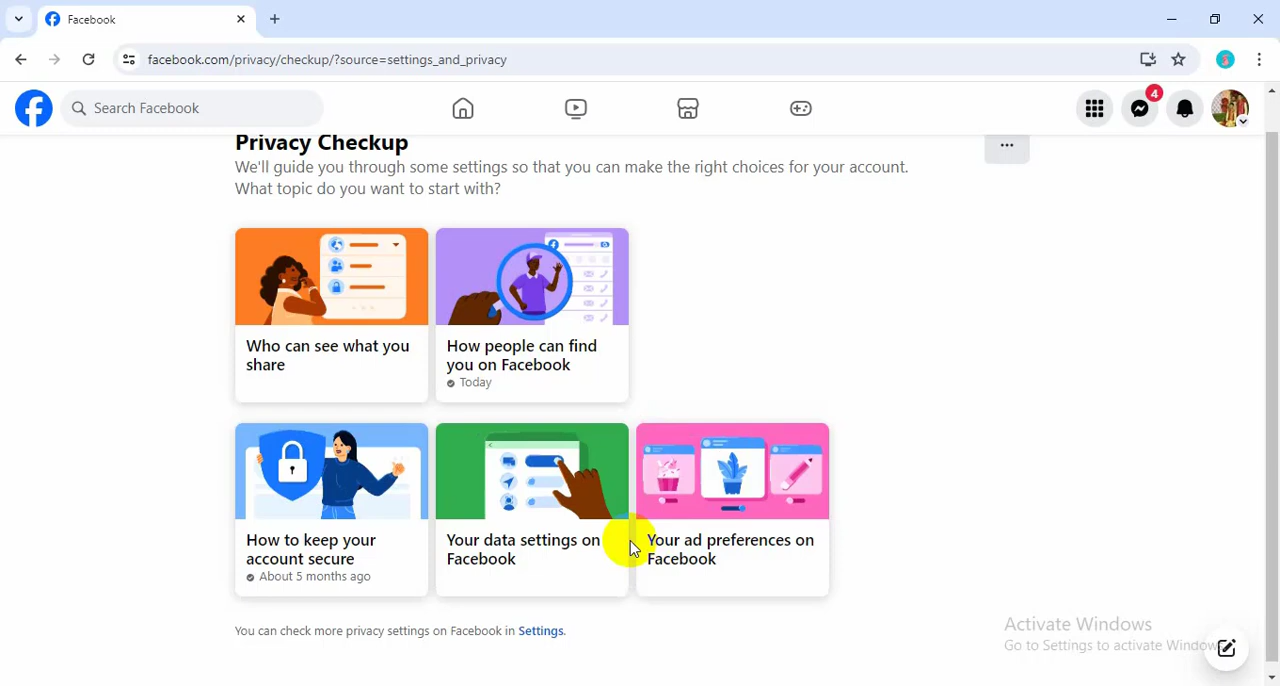 Facebook
facebook.com/privacy/checkup/?source=settings_and_privacy
Search Facebook
4
Privacy Checkup
We'll guide you through some settings so that you can make the right choices for your account.
What topic do you want to start with?
Who can see what you
share
How people can find
you on Facebook
Today
How to keep your
account secure
About 5 months ago
Your data settings on
Facebook
Your ad preferences on
Facebook
You can check more privacy settings on Facebook in Settings.
Activate Windows
Go to Settings to activate Windows